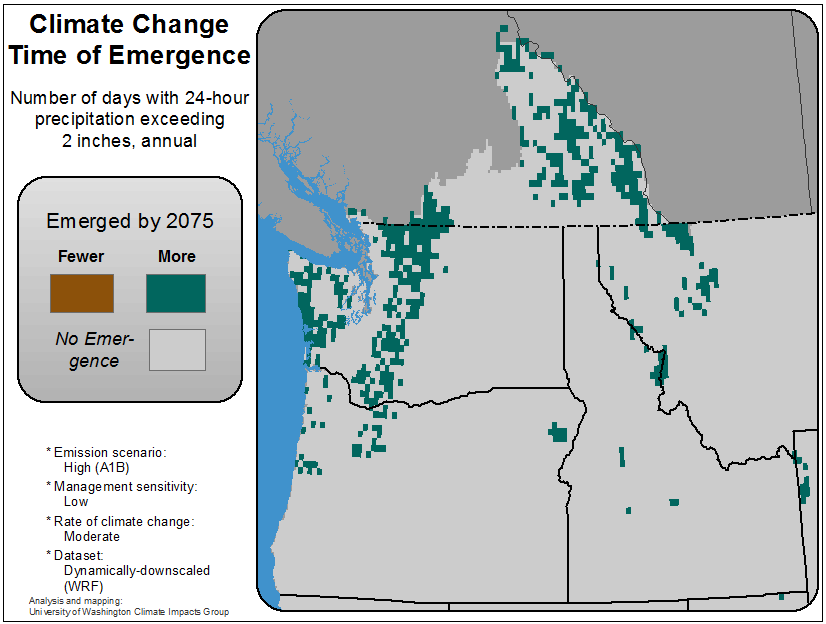 Climate Change
Time of Emergence
Number of days with 24-hour
precipitation exceeding
2 inches, annual
Emerged by 2075
Fewer
More
No Emer-
gence
* Emission scenario:
High (A1B)
* Management sensitivity:
Low
* Rate of climate change:
Moderate
* Dataset:
Dynamically-downscaled
(WRF)
Analysis and mapping:
University of Washington Climate Impacts Group